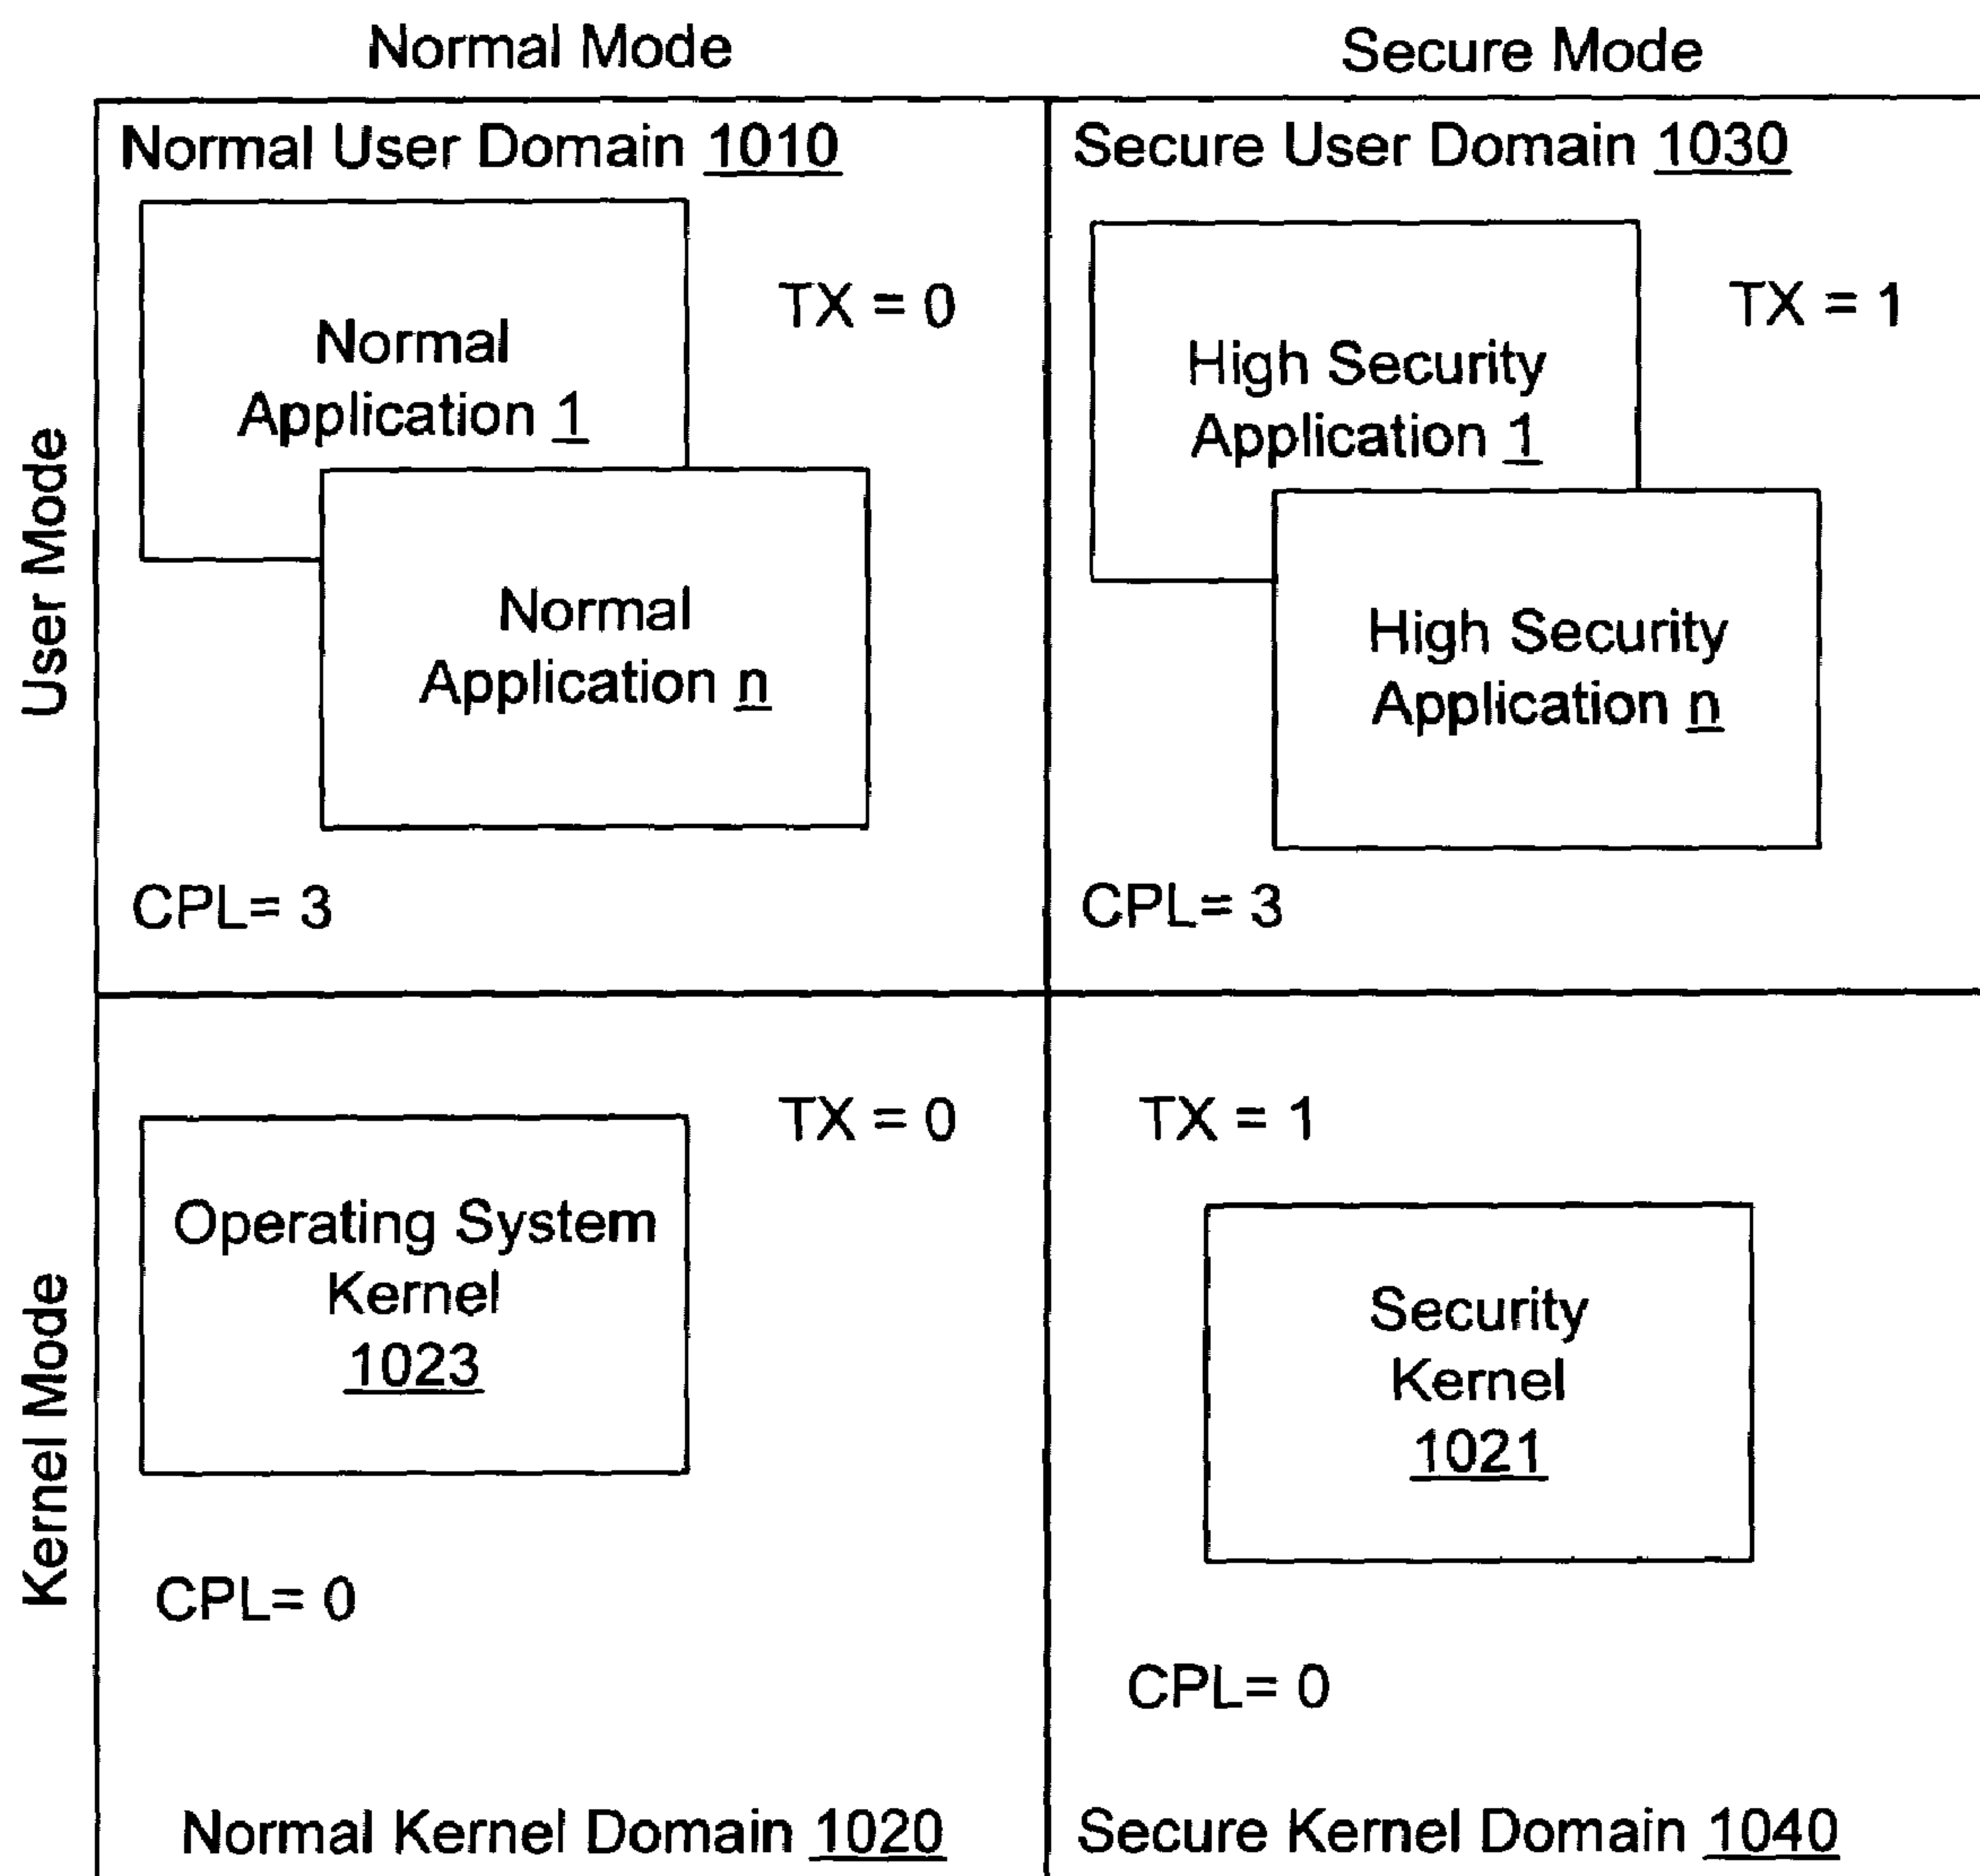 Normal Mode
Secure Mode
User Mode
Normal User Domain 1010
Normal
Application 1
TX = 0
Normal
Application n
CPL= 3
Secure User Domain 1030
High Security
Application 1
TX = 1
High Security
Application n
CPL= 3
Kernel Mode
TX = 0
Operating System
Kernel
1023
CPL= 0
Normal Kernel Domain 1020
TX = 1
Security
Kernel
1021
CPL= 0
Secure Kernel Domain 1040